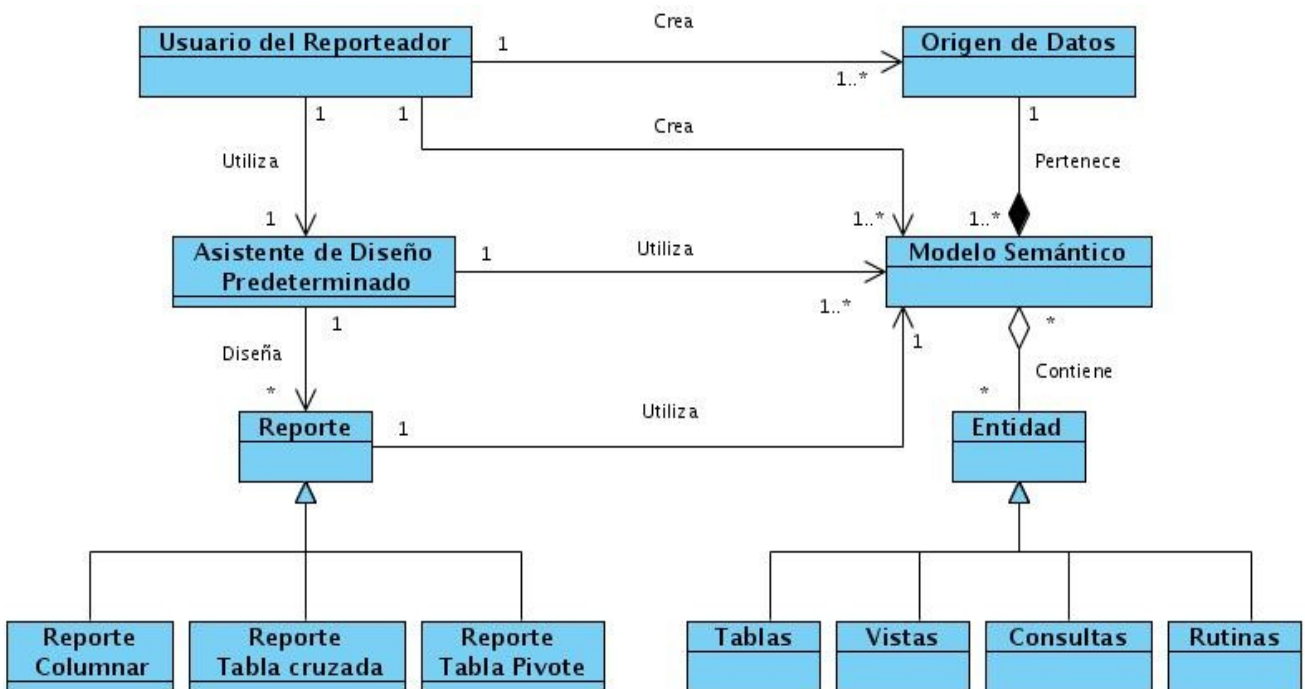 Crea
Usuario del Reporteador
Origen de Datos
1
1..*
1
1
1
Crea
Utiliza
Pertenece
1
1..*
1..*
Asistente de Diseño
Predeterminado
1
Utiliza
Modelo Semántico
1..*
1
*
1
Diseña
Contiene
*
*
Utiliza
Reporte
1
Entidad
Reporte
Columnar
Reporte
Tabla cruzada
Reporte
Tabla Pivote
Tablas
Vistas
Consultas
Rutinas